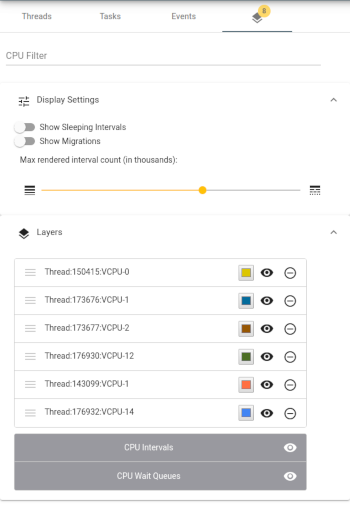 Threads Tasks Events 8
CPU Filter
Display Settings
Show Sleeping Intervals
Show Migrations
Max rendered interval count (in thousands):
Layers
Thread:150415:VCPU-0
Thread:173676:VCPU-1
Thread:173677:VCPU-2
Thread:176930:VCPU-12
Thread:143099:VCPU-1
Thread:176932:VCPU-14
CPU Intervals
CPU Wait Queues